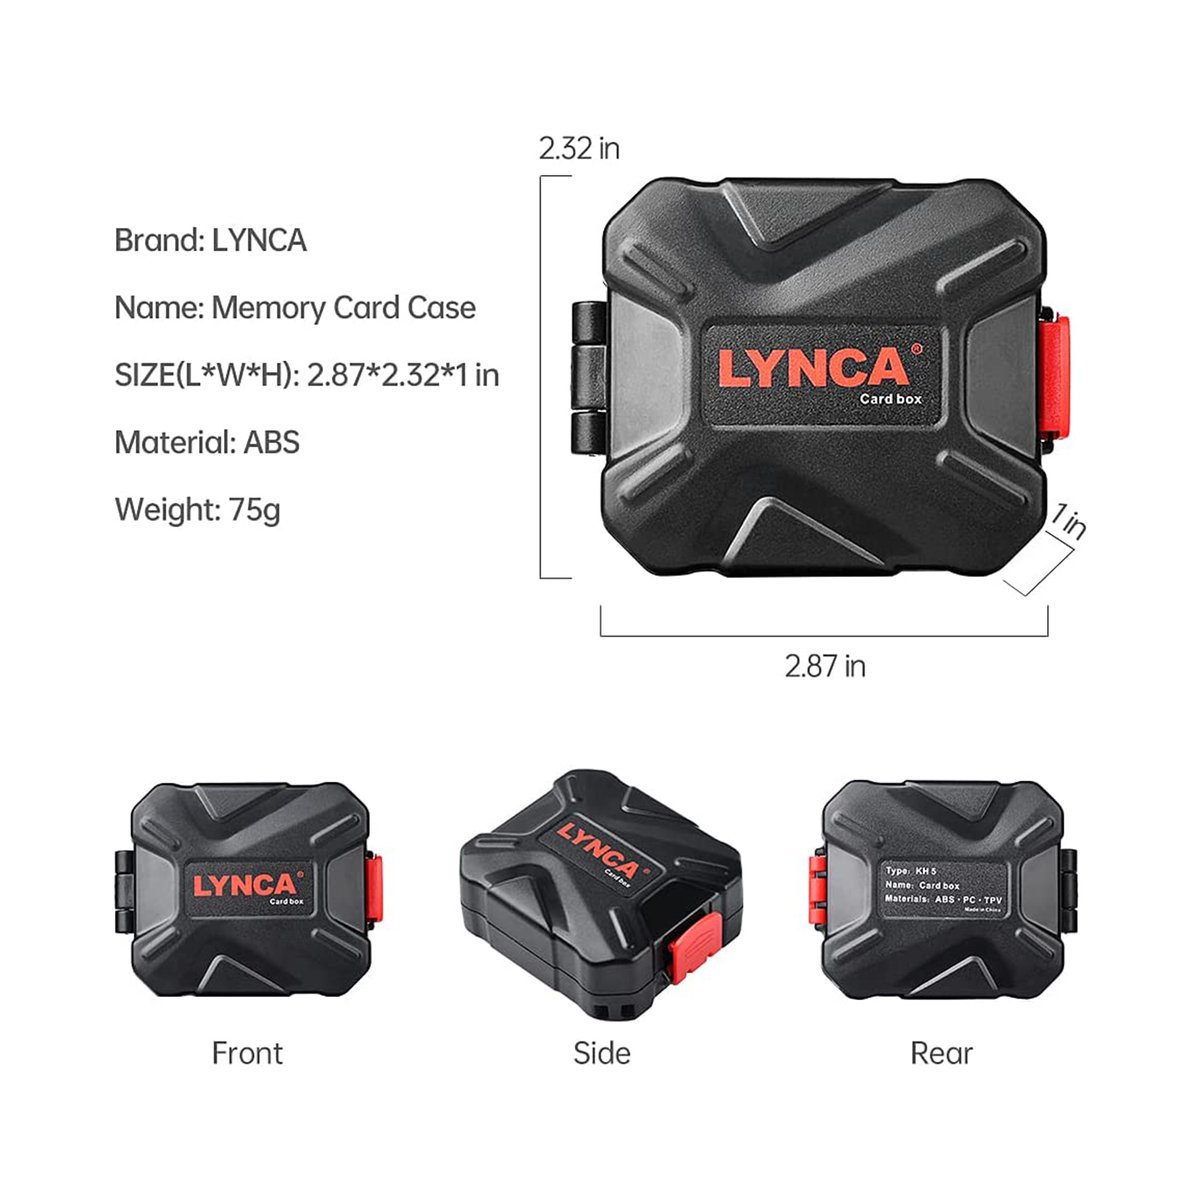 2.32 in
Brand: LYNCA
Name: Memory Card Case
SIZE(L*W*H): 2.87*2.32*1 in
Material: ABS
Weight: 75g
LYNCA®
Card box
1 in
2.87 in
LYNCA®
Card box
Front
LYNCA®
Card box
Side
Type: KH 5
Name: Card box
Materials: ABS · PC · TPV
Made in China
Rear